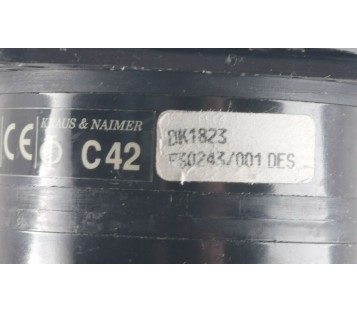 KRAUS & NAIMER
CE C42
DK1823
F30243/001 DES